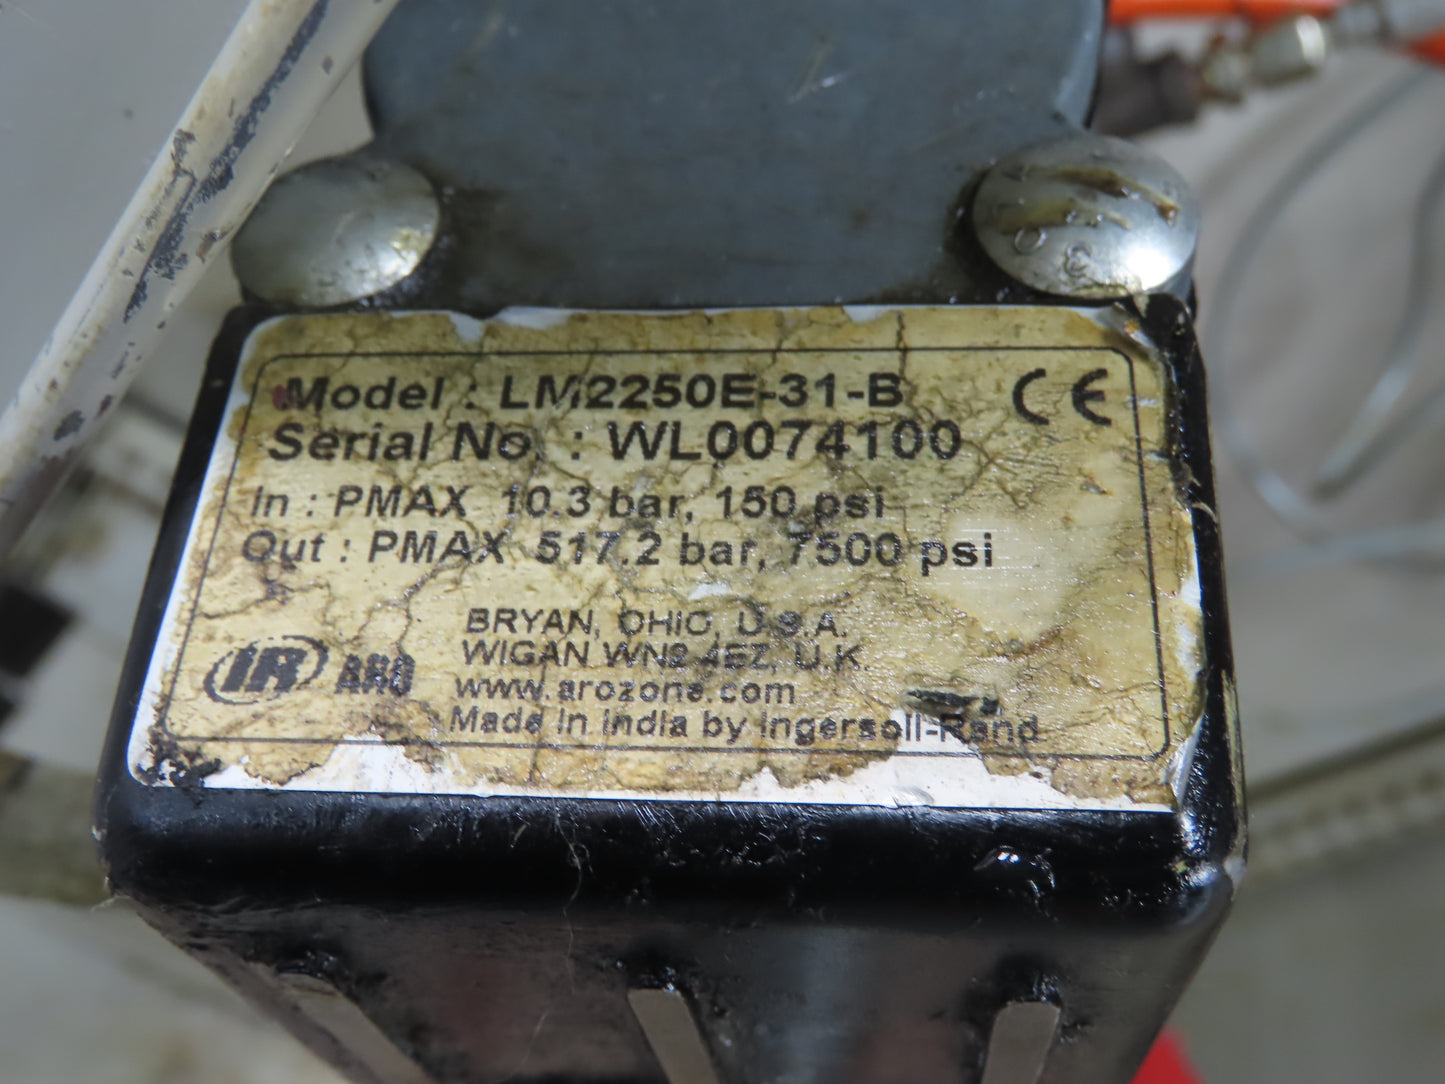 Model : LM2250E-31-B
CE
Serial No. : WL0074100
In : PMAX 10.3 bar, 150 psi
Out : PMAX 517.2 bar, 7500 psi
BRYAN, OHIO, U.S.A.
WIGAN WN2 4EZ, U.K.
IR ARO
www.arozone.com
Made in India by Ingersoll-Rand